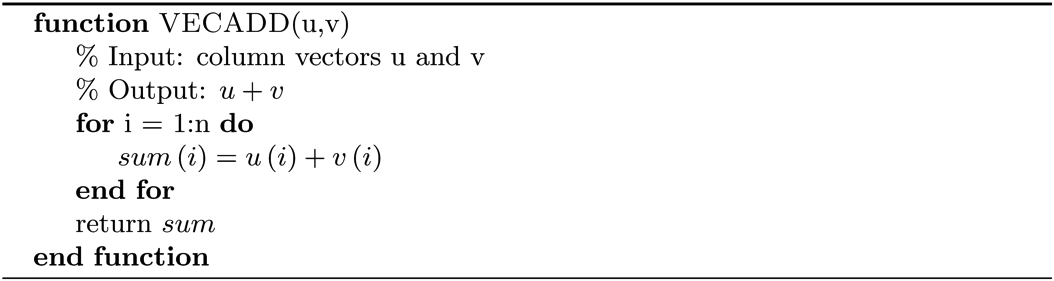 function VECADD(u,v)
% Input: column vectors u and v
% Output: u + v
for i = 1:n do
sum (i) = u (i) + v (i)
end for
return sum
end function